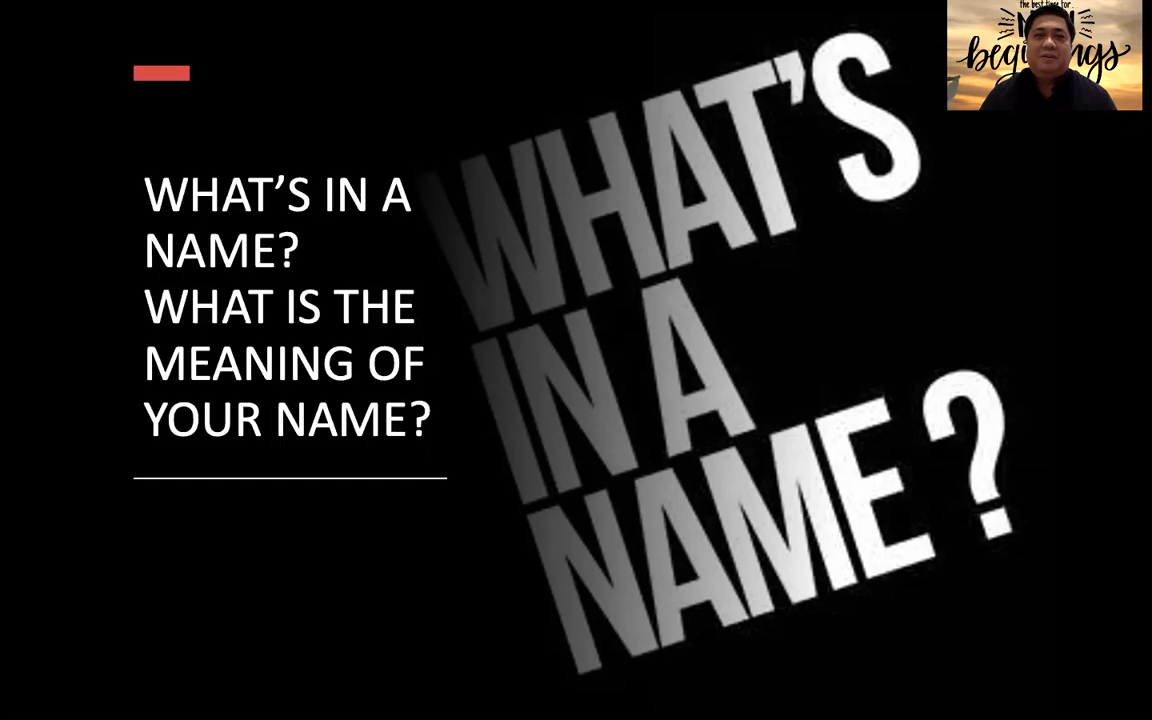 WHAT'S IN A
NAME?
WHAT IS THE
MEANING OF
YOUR NAME?
WHAT'S
IN A
NAME?
the best time for
beginnings